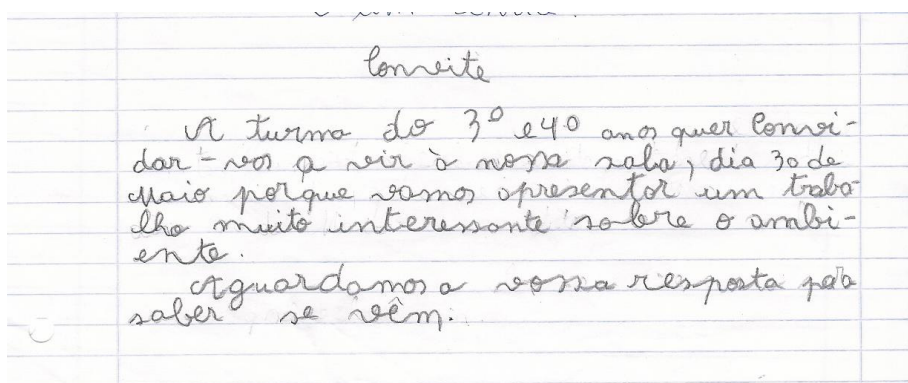 Convite
A turma do 3º e 4º anos quer Convi-
dar-vos a vir à nossa sala, dia 30 de
Maio porque vamos apresentar um traba-
lho muito interessante sobre o ambi-
ente.
Aguardamos a vossa resposta para
saber se vêm.